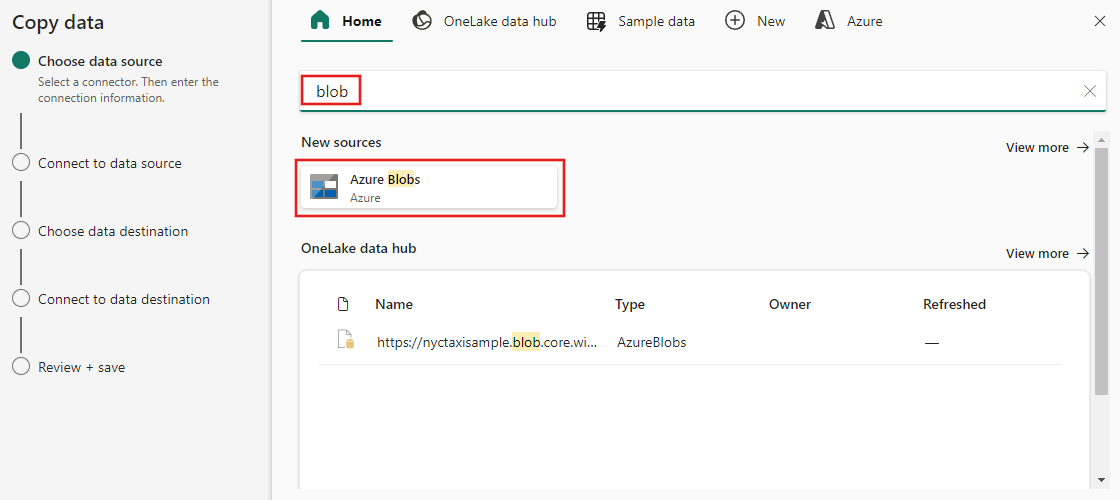 Copy data
Choose data source
Select a connector. Then enter the
connection information.
Connect to data source
Choose data destination
Connect to data destination
Review + save
Home
OneLake data hub
Sample data
New
Azure
blob
New sources
View more
Azure Blobs
Azure
OneLake data hub
View more
Name Type Owner Refreshed
https://nyctaxisample.blob.core.wi... AzureBlobs —